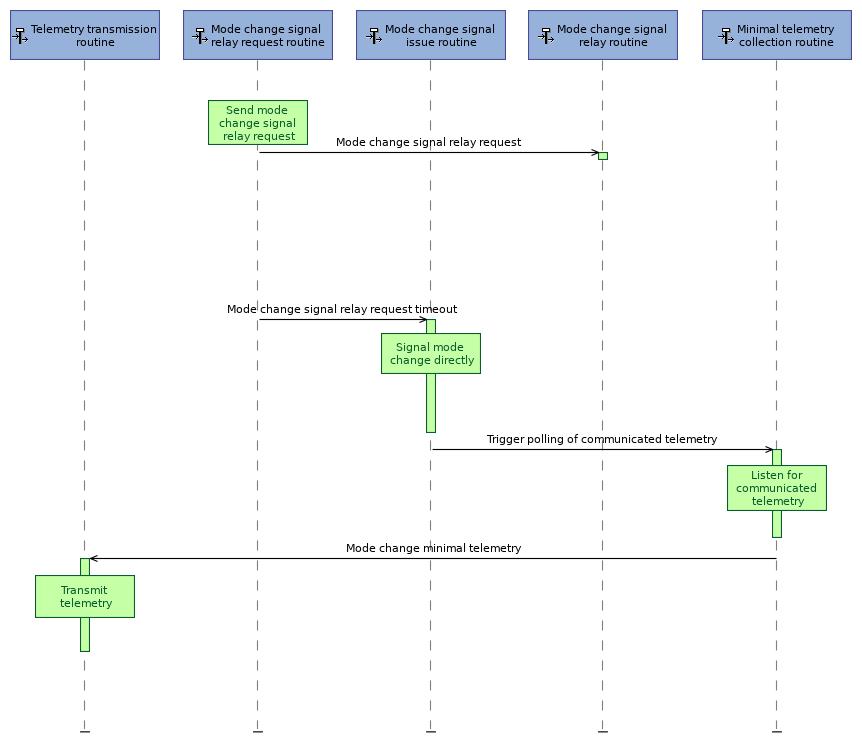 Telemetry transmission
routine
Mode change signal
relay request routine
Mode change signal
issue routine
Mode change signal
relay routine
Minimal telemetry
collection routine
Send mode
change signal
relay request
Mode change signal relay request
Mode change signal relay request timeout
Signal mode
change directly
Trigger polling of communicated telemetry
Listen for
communicated
telemetry
Mode change minimal telemetry
Transmit
telemetry